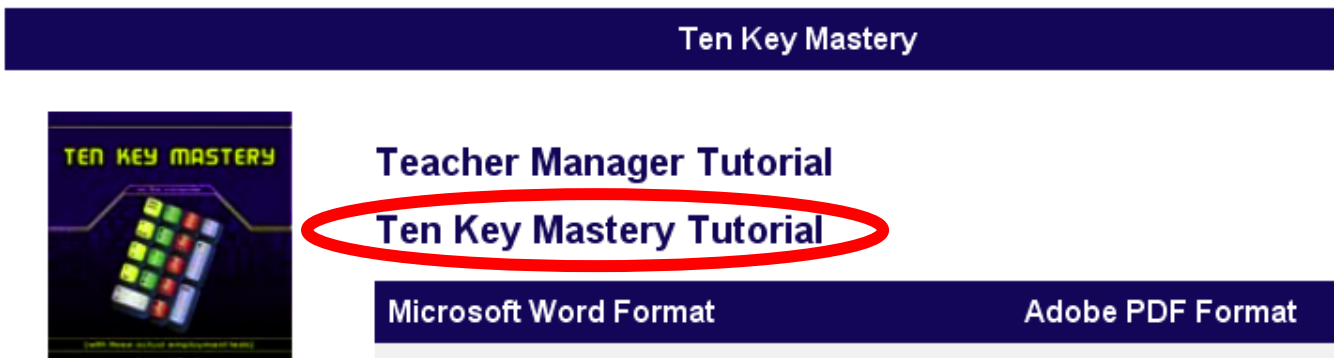 Ten Key Mastery
TEN KEY MASTERY
Teacher Manager Tutorial
Ten Key Mastery Tutorial
Microsoft Word Format Adobe PDF Format